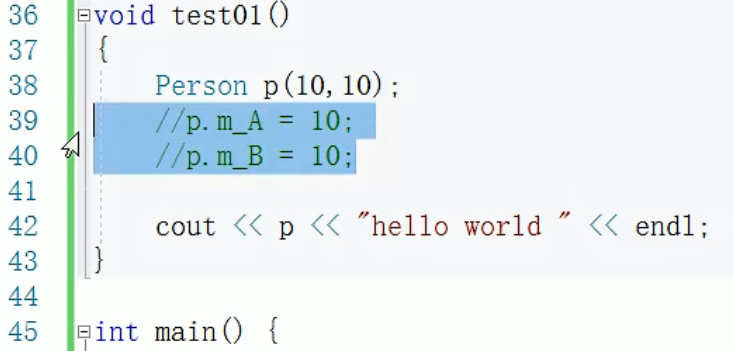 36 void test01()
37 {
38 Person p(10,10);
39 //p.m_A = 10;
40 //p.m_B = 10;
41
42 cout << p << "hello world " << endl;
43 }
44
45 int main() {